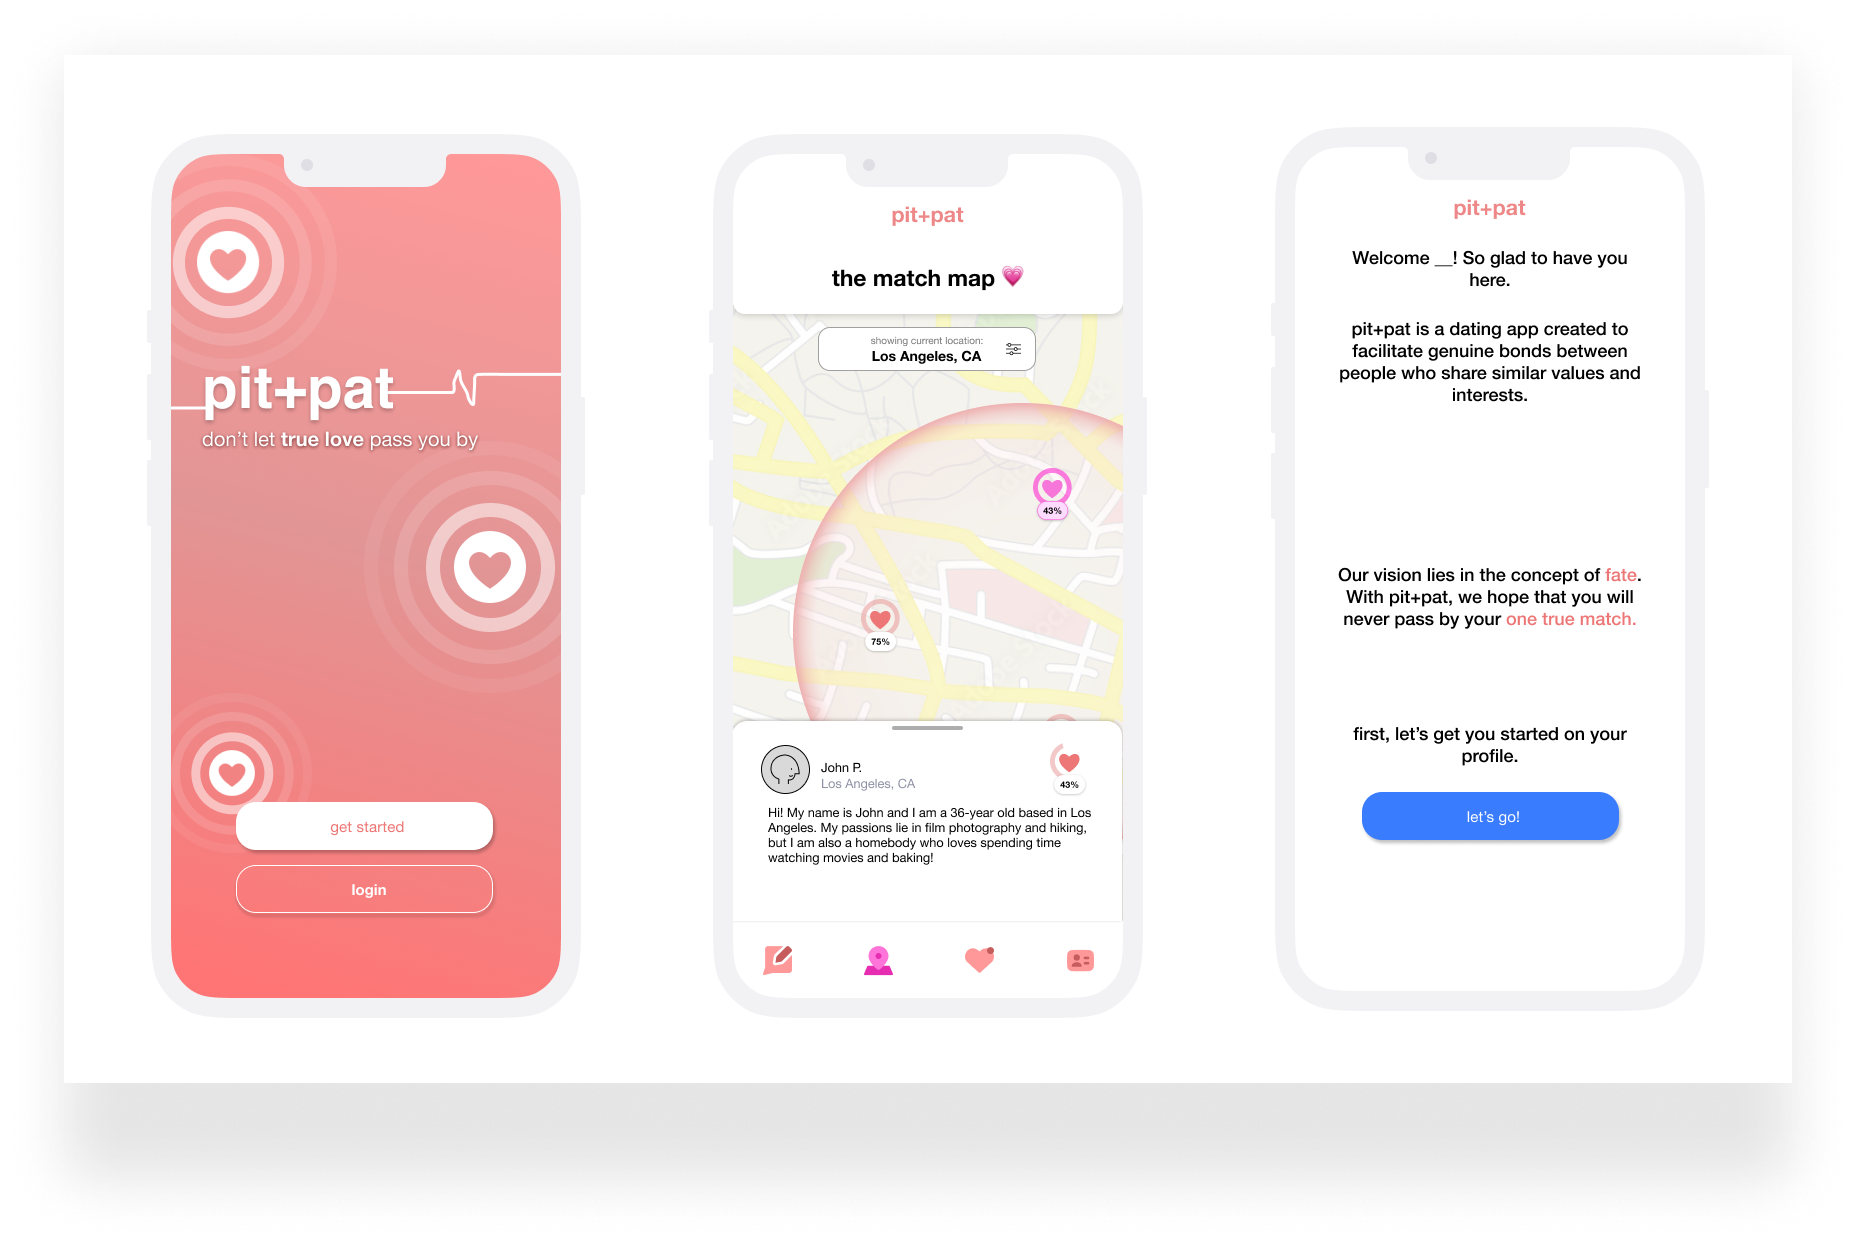 pit+pat
don't let true love pass you by
get started
login
pit+pat
the match map 💗
showing current location:
Los Angeles, CA
43%
75%
John P.
Los Angeles, CA
43%
Hi! My name is John and I am a 36-year old based in Los
Angeles. My passions lie in film photography and hiking,
but I am also a homebody who loves spending time
watching movies and baking!
pit+pat
Welcome __! So glad to have you
here.
pit+pat is a dating app created to
facilitate genuine bonds between
people who share similar values and
interests.
Our vision lies in the concept of fate.
With pit+pat, we hope that you will
never pass by your one true match.
first, let's get you started on your
profile.
let's go!